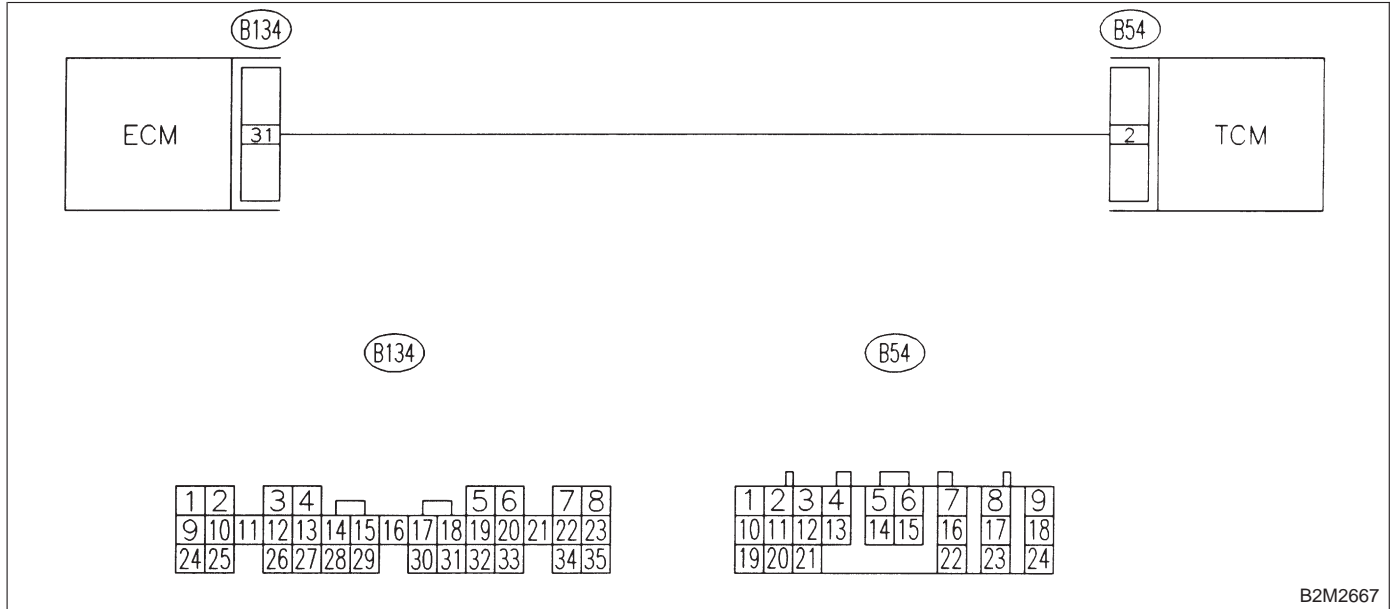 B134 B54
ECM 31 2 TCM
B134 B54
1 2 3 4 5 6 7 8
9 10 11 12 13 14 15 16 17 18 19 20 21 22 23
24 25 26 27 28 29 30 31 32 33 34 35
1 2 3 4 5 6 7 8 9
10 11 12 13 14 15 16 17 18
19 20 21 22 23 24
B2M2667